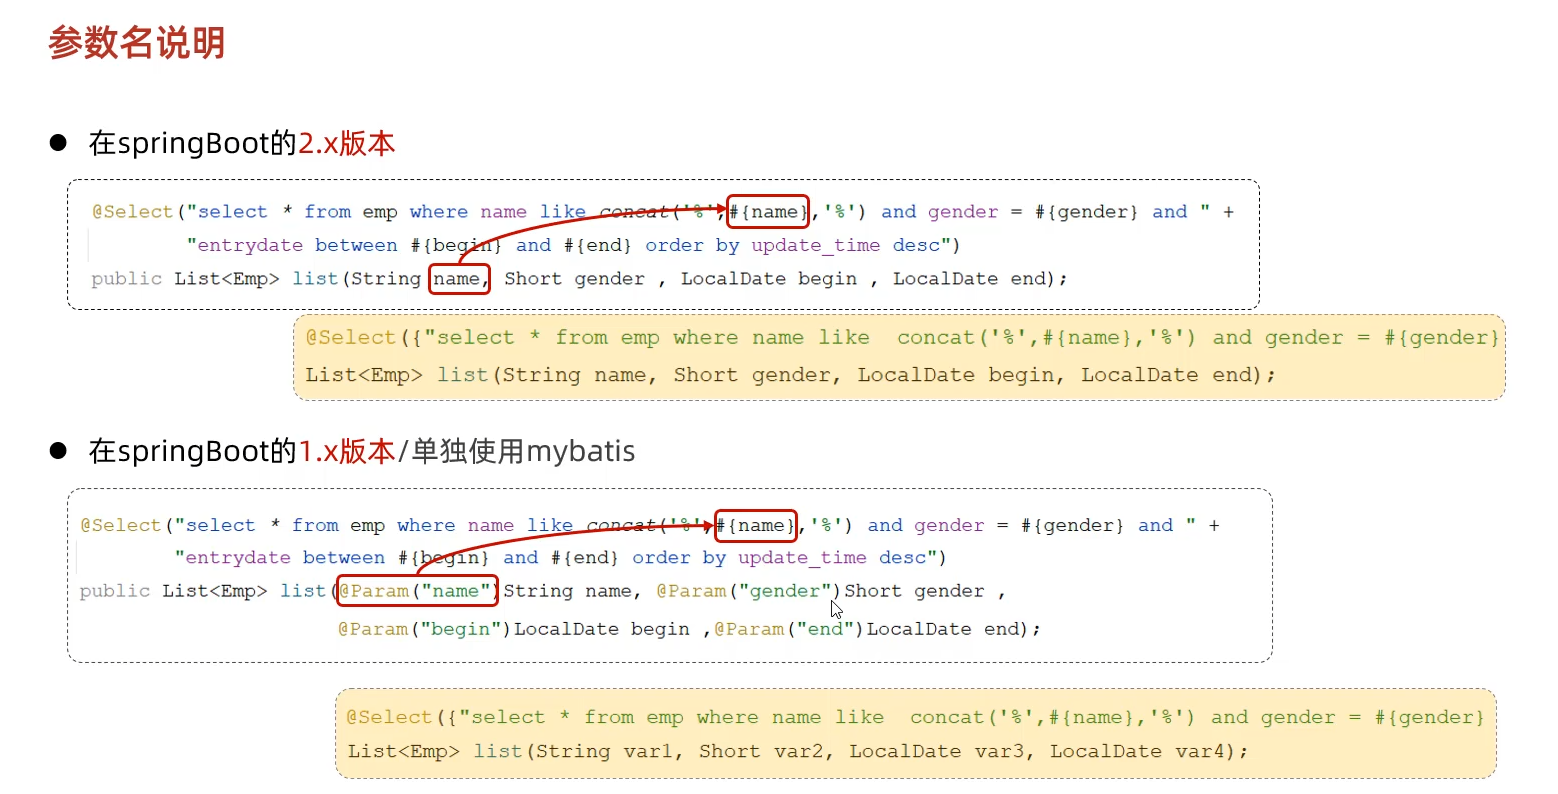 参数名说明
● 在springBoot的2.x版本
@Select("select * from emp where name like concat('%',#{name},'%') and gender = #{gender} and " +
"entrydate between #{begin} and #{end} order by update_time desc")
public List<Emp> list(String name, Short gender , LocalDate begin , LocalDate end);
@Select({"select * from emp where name like  concat('%',#{name},'%') and gender = #{gender}
List<Emp> list(String name, Short gender, LocalDate begin, LocalDate end);
● 在springBoot的1.x版本/单独使用mybatis
@Select("select * from emp where name like concat('%',#{name},'%') and gender = #{gender} and " +
"entrydate between #{begin} and #{end} order by update_time desc")
public List<Emp> list(@Param("name")String name, @Param("gender")Short gender ,
@Param("begin")LocalDate begin ,@Param("end")LocalDate end);
@Select({"select * from emp where name like  concat('%',#{name},'%') and gender = #{gender}
List<Emp> list(String var1, Short var2, LocalDate var3, LocalDate var4);